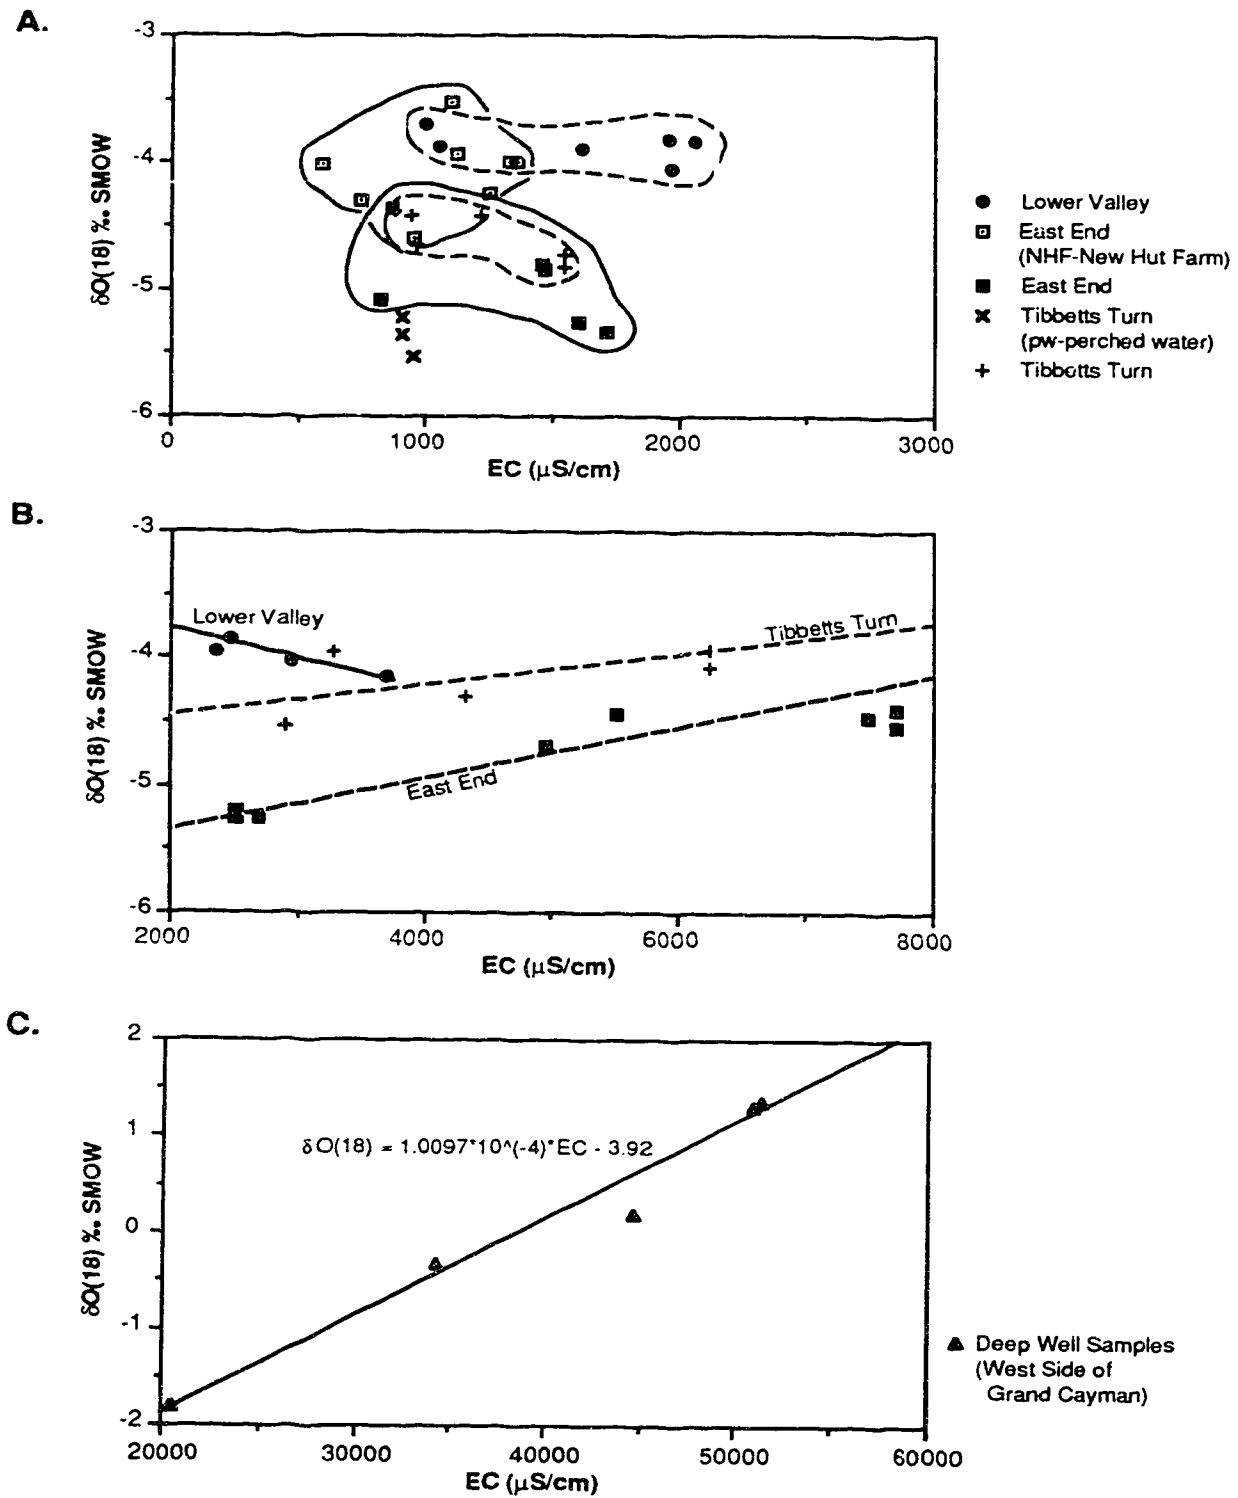 A.
-3
-4
-5
-6
δO(18) ‰ SMOW
0
1000
2000
3000
EC (μS/cm)
Lower Valley
East End
(NHF-New Hut Farm)
East End
Tibbetts Turn
(pw-perched water)
Tibbetts Turn
B.
-3
-4
-5
-6
δO(18) ‰ SMOW
Lower Valley
Tibbetts Turn
East End
2000
4000
6000
8000
EC (μS/cm)
C.
2
1
0
-1
-2
δO(18) ‰ SMOW
δO(18) = 1.0097*10^(-4)*EC - 3.92
20000
30000
40000
50000
60000
EC (μS/cm)
Deep Well Samples
(West Side of
Grand Cayman)